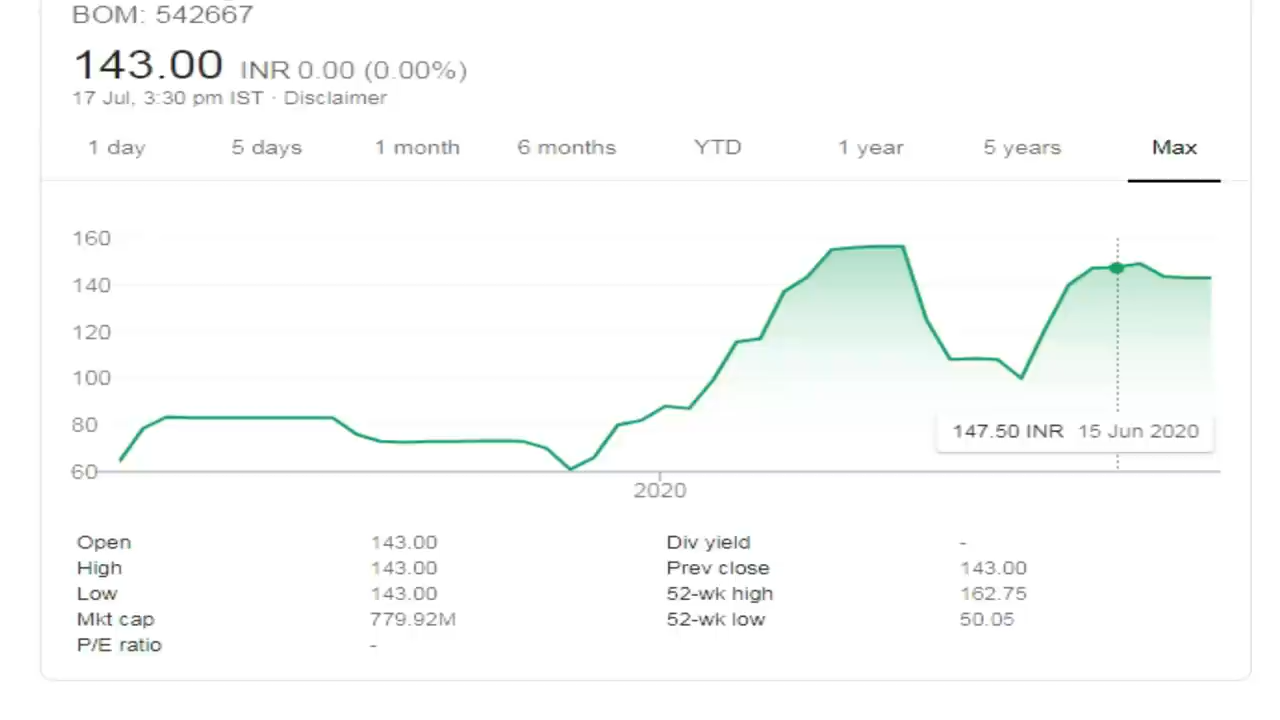 BOM: 542667
143.00 INR 0.00 (0.00%)
17 Jul, 3:30 pm IST · Disclaimer
1 day 5 days 1 month 6 months YTD 1 year 5 years Max
160
140
120
100
80
147.50 INR 15 Jun 2020
60
2020
Open 143.00 Div yield -
High 143.00 Prev close 143.00
Low 143.00 52-wk high 162.75
Mkt cap 779.92M 52-wk low 50.05
P/E ratio -